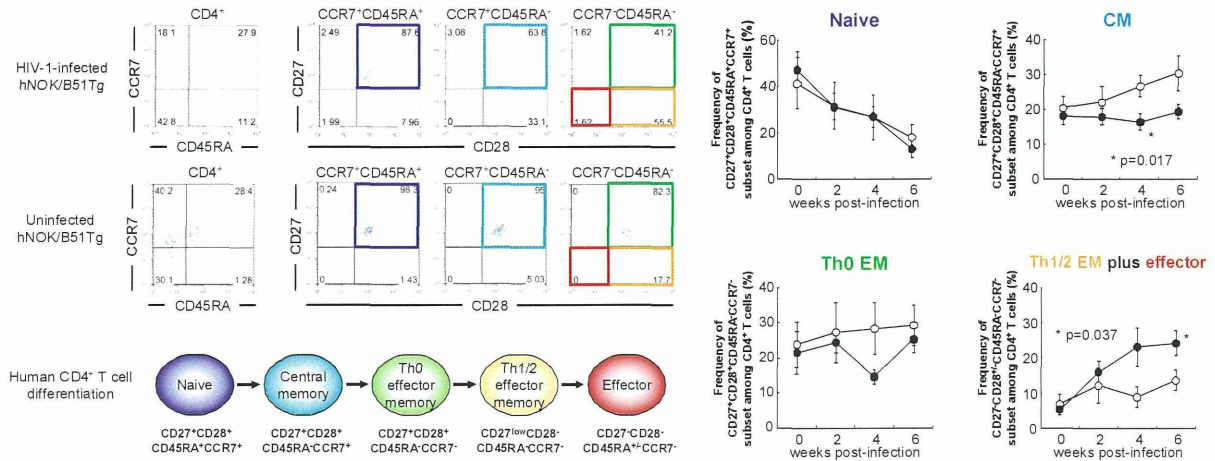 CD4⁺
CCR7⁺CD45RA⁺
CCR7⁺CD45RA⁻
CCR7⁻CD45RA⁻
HIV-1-infected
hNOK/B51Tg
CCR7
18 1
27.9
42 8
11.2
CD45RA
CD27
2.49
87 6
1 99
7 96
3.08
63 8
0
33.1
1.62
41.2
1.62
55.5
CD28
CD4⁺
CCR7⁺CD45RA⁺
CCR7⁺CD45RA⁻
CCR7⁻CD45RA⁻
Uninfected
hNOK/B51Tg
CCR7
40.2
28 4
30 1
1.28
CD45RA
CD27
0.24
98 3
0
1 43
0
95
0
5 03
0
82 3
0
17.7
CD28
Human CD4⁺ T cell
differentiation
Naive
Central
memory
Th0
effector
memory
Th1/2
effector
memory
Effector
CD27⁺CD28⁺
CD45RA⁺CCR7⁺
CD27⁺CD28⁺
CD45RA⁻CCR7⁺
CD27⁺CD28⁺
CD45RA⁻CCR7⁻
CD27ˡᵒʷCD28⁻
CD45RA⁻CCR7⁻
CD27⁻CD28⁻
CD45RA⁺/⁻CCR7⁻
Naive
Frequency of
CD27⁺CD28⁺CD45RA⁺CCR7⁺
subset among CD4⁺ T cells (%)
60
40
20
0
0 2 4 6
weeks post-infection
CM
Frequency of
CD27⁺CD28⁺CD45RA⁻CCR7⁺
subset among CD4⁺ T cells (%)
40
30
20
10
0
*
* p=0.017
0 2 4 6
weeks post-infection
Th0 EM
Frequency of
CD27⁺CD28⁺CD45RA⁻CCR7⁻
subset among CD4⁺ T cells (%)
40
30
20
10
0
0 2 4 6
weeks post-infection
Th1/2 EM plus effector
Frequency of
CD27⁻CD28⁺/⁻CD45RA⁻CCR7⁻
subset among CD4⁺ T cells (%)
40
30
20
10
0
* p=0.037
*
0 2 4 6
weeks post-infection